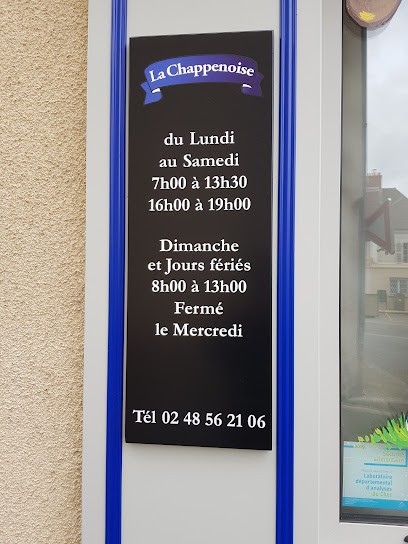 La Chappenoise
du Lundi
au Samedi
7h00 à 13h30
16h00 à 19h00
Dimanche
et Jours fériés
8h00 à 13h00
Fermé
le Mercredi
Tél 02 48 56 21 06
Laboratoire
départemental
d'analyses
du Cher